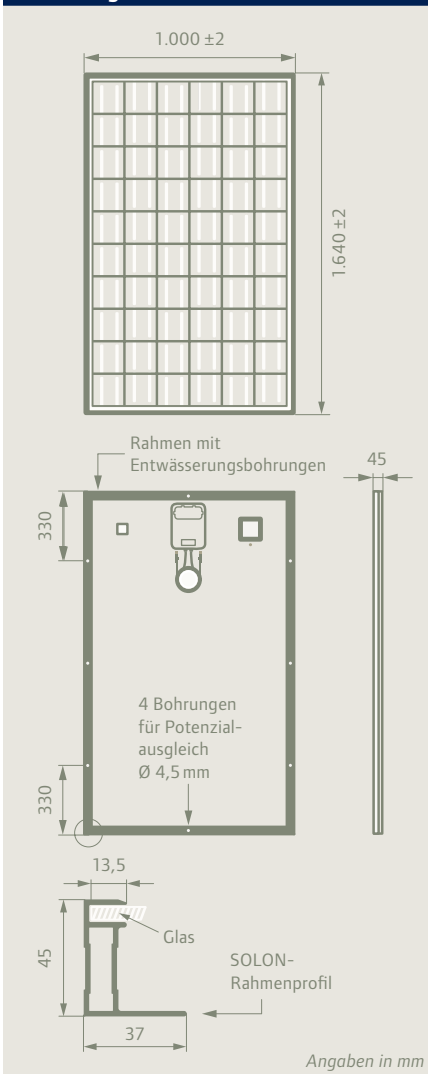 1.000 ±2
1.640 ±2
Rahmen mit
Entwässerungsbohrungen
45
330
4 Bohrungen
für Potenzial-
ausgleich
Ø 4,5 mm
330
13,5
Glas
45
SOLON-
Rahmenprofil
37
Angaben in mm